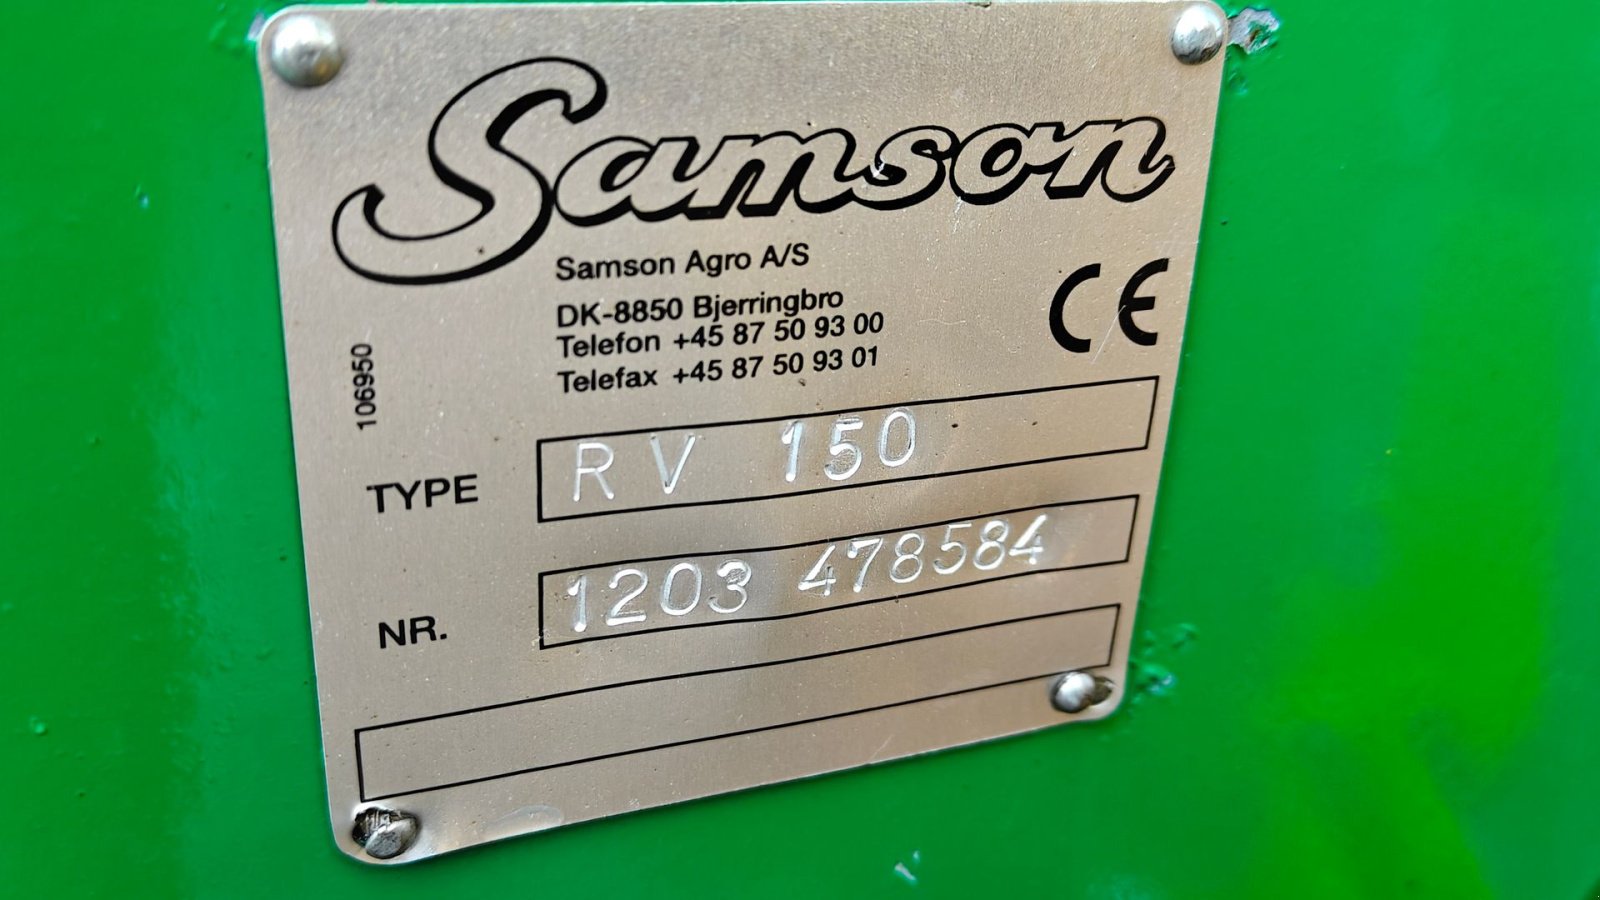 Samson
Samson Agro A/S
DK-8850 Bjerringbro
Telefon +45 87 50 93 00
Telefax +45 87 50 93 01
CE
106950
TYPE RV 150
NR. 1203 478584